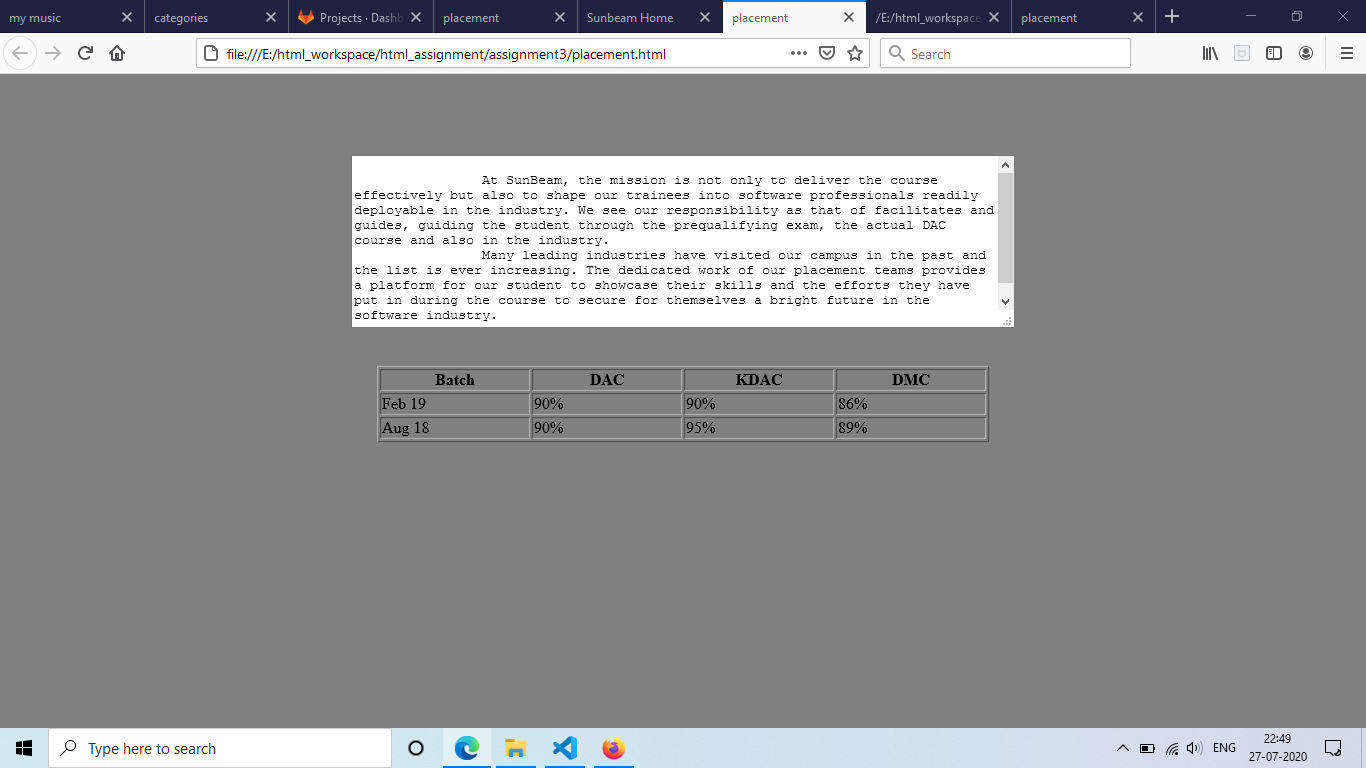 my music
categories
Projects · Dashb
placement
Sunbeam Home
placement
/E:/html_workspace
placement
file:///E:/html_workspace/html_assignment/assignment3/placement.html
Search
At SunBeam, the mission is not only to deliver the course
effectively but also to shape our trainees into software professionals readily
deployable in the industry. We see our responsibility as that of facilitates and
guides, guiding the student through the prequalifying exam, the actual DAC
course and also in the industry.
Many leading industries have visited our campus in the past and
the list is ever increasing. The dedicated work of our placement teams provides
a platform for our student to showcase their skills and the efforts they have
put in during the course to secure for themselves a bright future in the
software industry.
Batch DAC KDAC DMC
Feb 19 90% 90% 86%
Aug 18 90% 95% 89%
Type here to search
ENG
22:49
27-07-2020